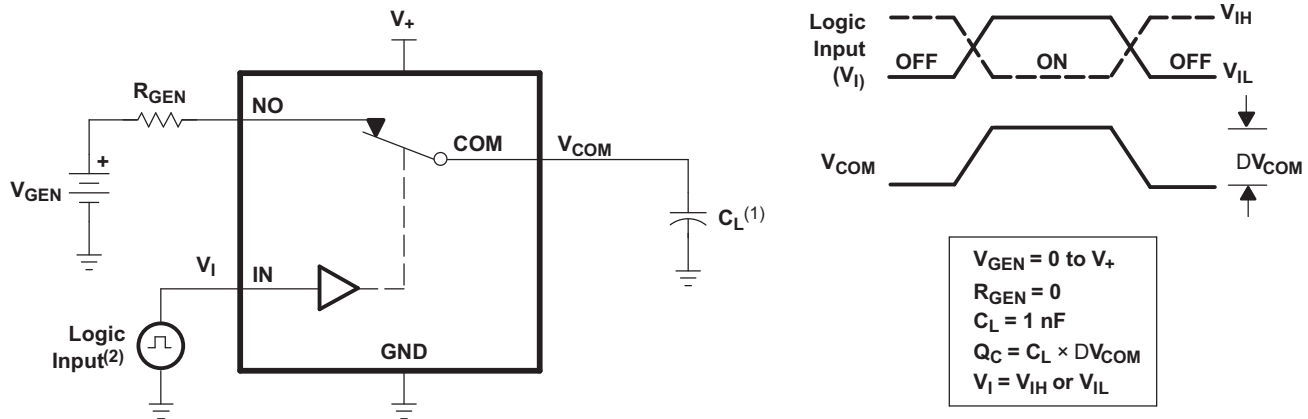 V+
RGEN
NO
COM
VCOM
VGEN
+
CL(1)
VI
IN
Logic
Input(2)
GND
Logic
Input
(VI)
OFF
ON
OFF
VIH
VIL
VCOM
DVCOM
VGEN = 0 to V+
RGEN = 0
CL = 1 nF
QC = CL × DVCOM
VI = VIH or VIL